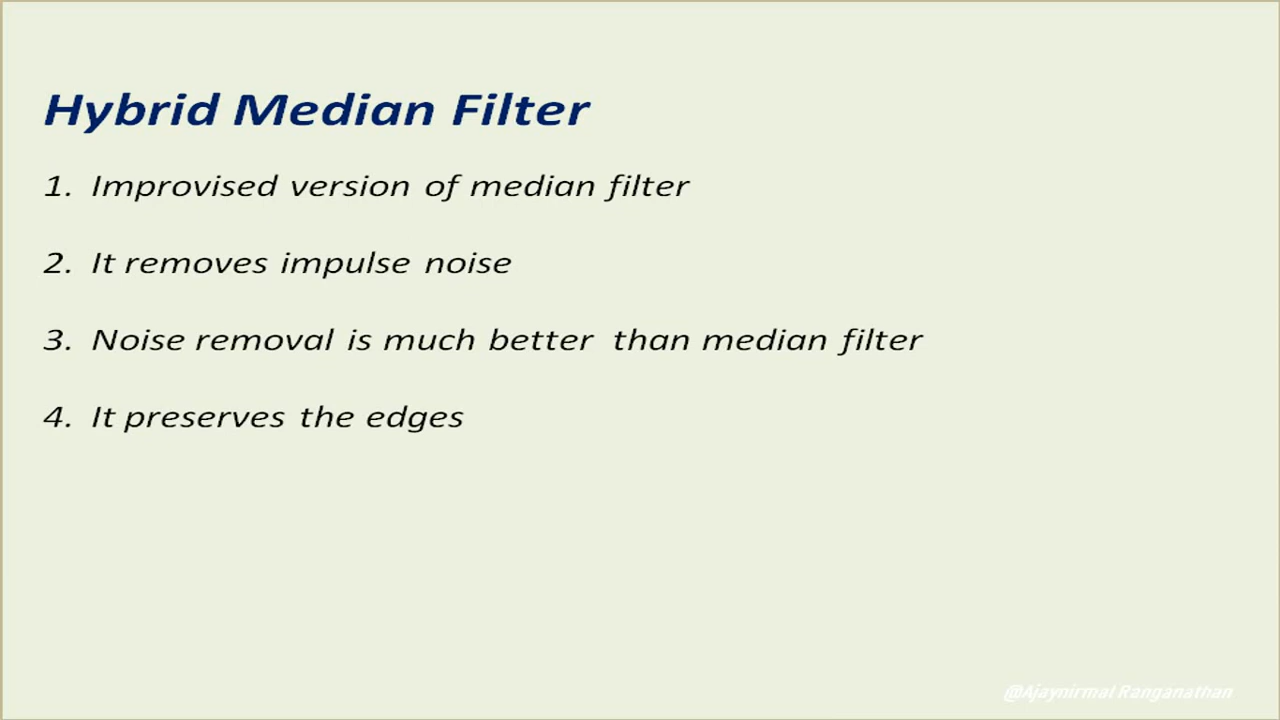 Hybrid Median Filter
1. Improvised version of median filter
2. It removes impulse noise
3. Noise removal is much better than median filter
4. It preserves the edges
@Ajaynirmal Ranganathan